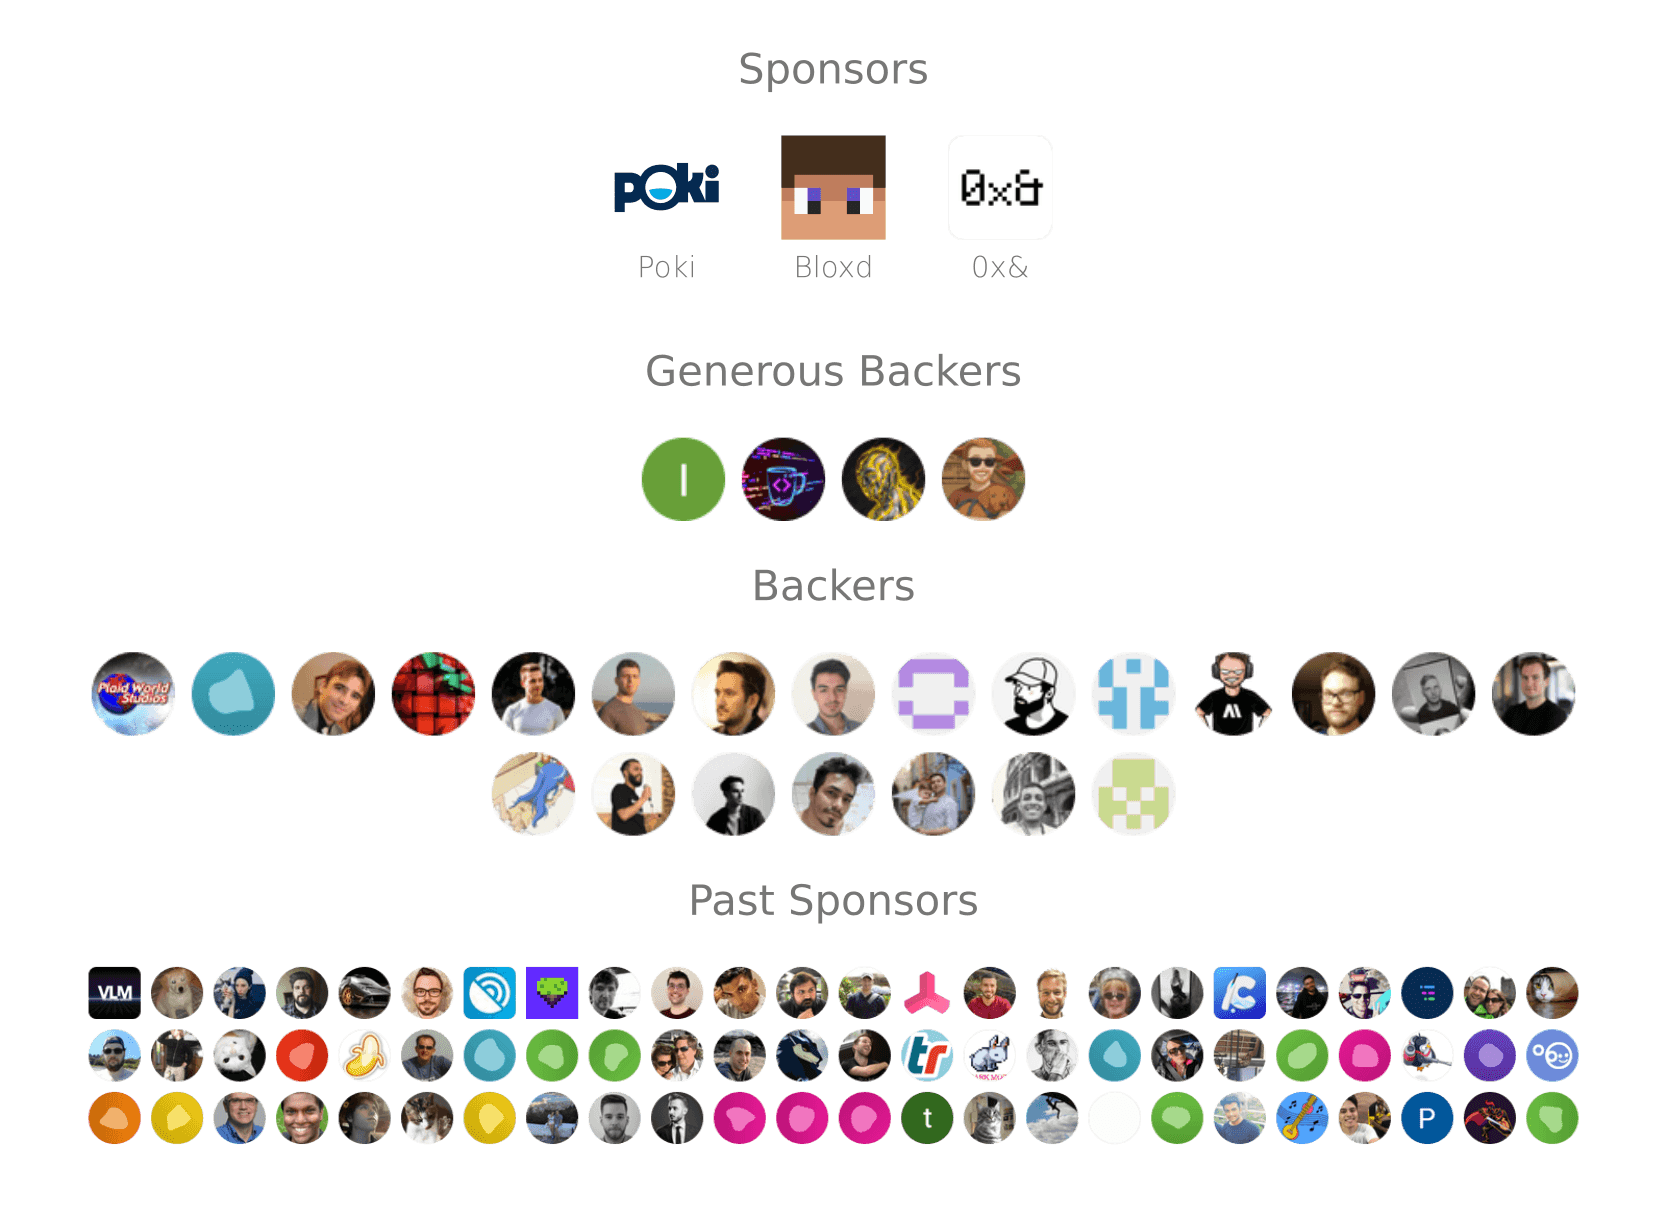 Sponsors
poki
0x&
Poki
Bloxd
0x&
Generous Backers
I
<>
Backers
Plaid World
Studios
Past Sponsors
VLM
C
tr
t
P